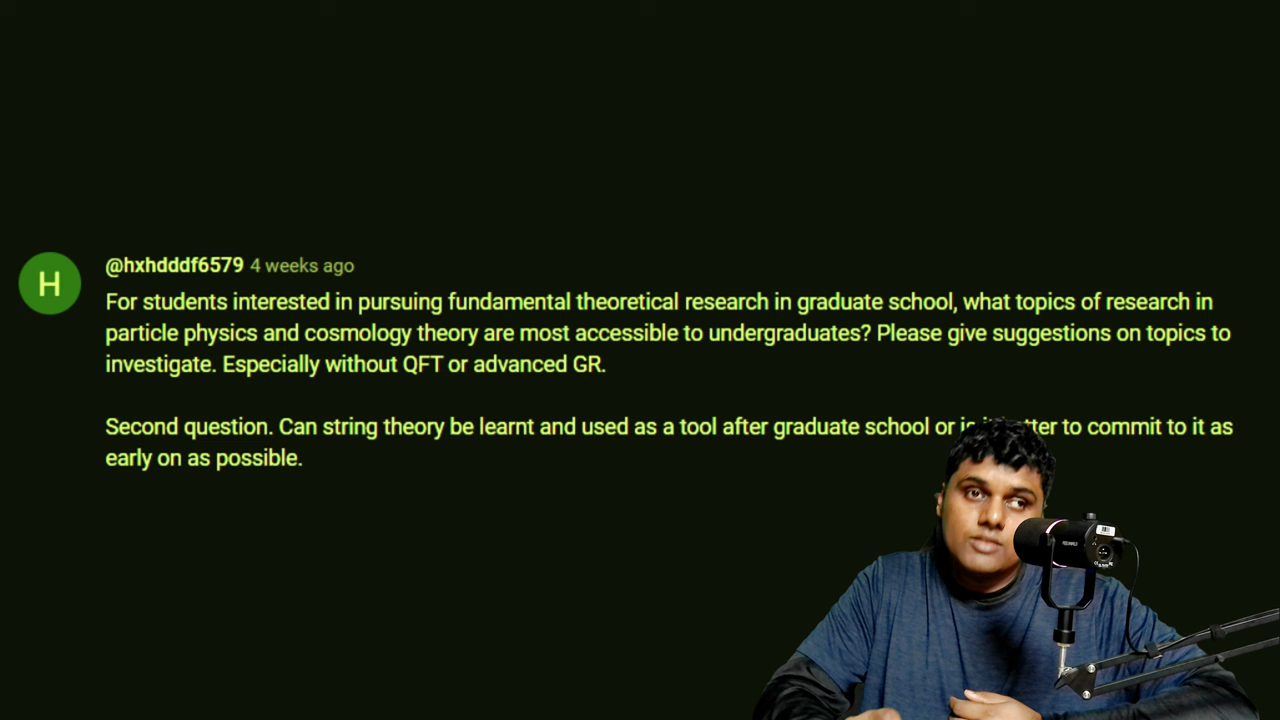 H
@hxhdddf6579 4 weeks ago
For students interested in pursuing fundamental theoretical research in graduate school, what topics of research in
particle physics and cosmology theory are most accessible to undergraduates? Please give suggestions on topics to
investigate. Especially without QFT or advanced GR.
Second question. Can string theory be learnt and used as a tool after graduate school or is it better to commit to it as
early on as possible.